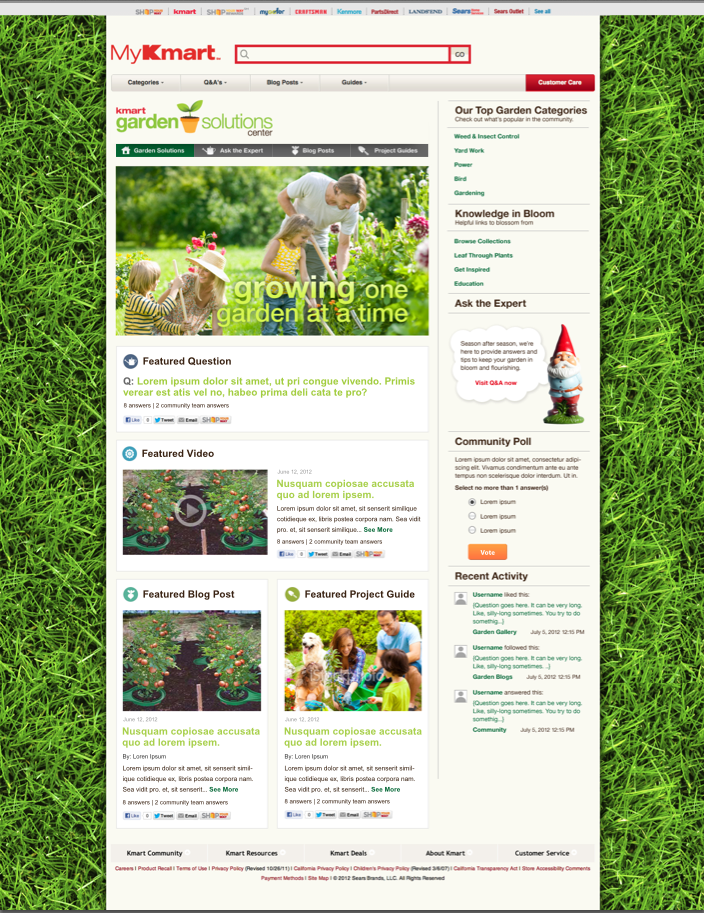 SHOP YOUR WAY
kmart
mygofer
CRAFTSMAN
Kenmore
PartsDirect
LANDS'END
Sears
Sears Outlet
See all
MyKmart
GO
Categories
Q&A's
Blog Posts
Guides
Customer Care
kmart
garden solutions
center
Garden Solutions
Ask the Expert
Blog Posts
Project Guides
growing one
garden at a time
Featured Question
Q: Lorem ipsum dolor sit amet, ut pri congue vivendo. Primis
verear est atis vel no, habeo prima deli cata te pro?
8 answers | 2 community team answers
Like 0 Tweet Email SHOP
Featured Video
June 12, 2012
Nusquam copiosae accusata
quo ad lorem ipsem.
Lorem ipsum dolor sit amet, sit senserit similique
cotidieque ex, libris postea corpora nam. Sea vidit
pro. et, sit senserit similique... See More
8 answers | 2 community team answers
Like 0 Tweet Email SHOP
Featured Blog Post
June 12, 2012
Nusquam copiosae accusata
quo ad lorem ipsem.
By: Loren Ipsum
Lorem ipsum dolor sit amet, sit senserit simil-
ique cotidieque ex, libris postea corpora nam.
Sea vidit pro. et, sit senserit... See More
8 answers | 2 community team answers
Like 0 Tweet Email SHOP
Featured Project Guide
June 12, 2012
Nusquam copiosae accusata
quo ad lorem ipsem.
By: Loren Ipsum
Lorem ipsum dolor sit amet, sit senserit simil-
ique cotidieque ex, libris postea corpora nam.
Sea vidit pro. et, sit senserit... See More
8 answers | 2 community team answers
Like 0 Tweet Email SHOP
Our Top Garden Categories
Check out what's popular in the community.
Weed & Insect Control
Yard Work
Power
Bird
Gardening
Knowledge in Bloom
Helpful links to blossom from
Browse Collections
Leaf Through Plants
Get Inspired
Education
Ask the Expert
Season after season, we're
here to provide answers and
tips to keep your garden in
bloom and flourishing.
Visit Q&A now
Community Poll
Lorem ipsum dolor sit amet, consectetur adipi-
scing elit. Vivamus condimentum ante eu ante
tempus non scelerisque dolor interdum. Ut in.
Select no more than 1 answer(s)
Lorem ipsum
Lorem ipsum
Lorem ipsum
Vote
Recent Activity
Username liked this:
{Question goes here. It can be very long.
Like, silly-long sometimes. You try to do
somethig...}
Garden Gallery July 5, 2012 12:15 PM
Username followed this:
{Question goes here. It can be very long.
Like, silly-long sometimes. ..}
Garden Blogs July 5, 2012 12:15 PM
Username answered this:
{Question goes here. It can be very long.
Like, silly-long sometimes. You try to do
somethig...}
Community July 5, 2012 12:15 PM
Kmart Community
Kmart Resources
Kmart Deals
About Kmart
Customer Service
Careers | Product Recall | Terms of Use | Privacy Policy (Revised 10/26/11) | California Privacy Policy | Children's Privacy Policy (Revised 3/6/07) | California Transparency Act | Store Accessibility Comments
Payment Methods | Site Map | © 2012 Sears Brands, LLC. All Rights Reserved